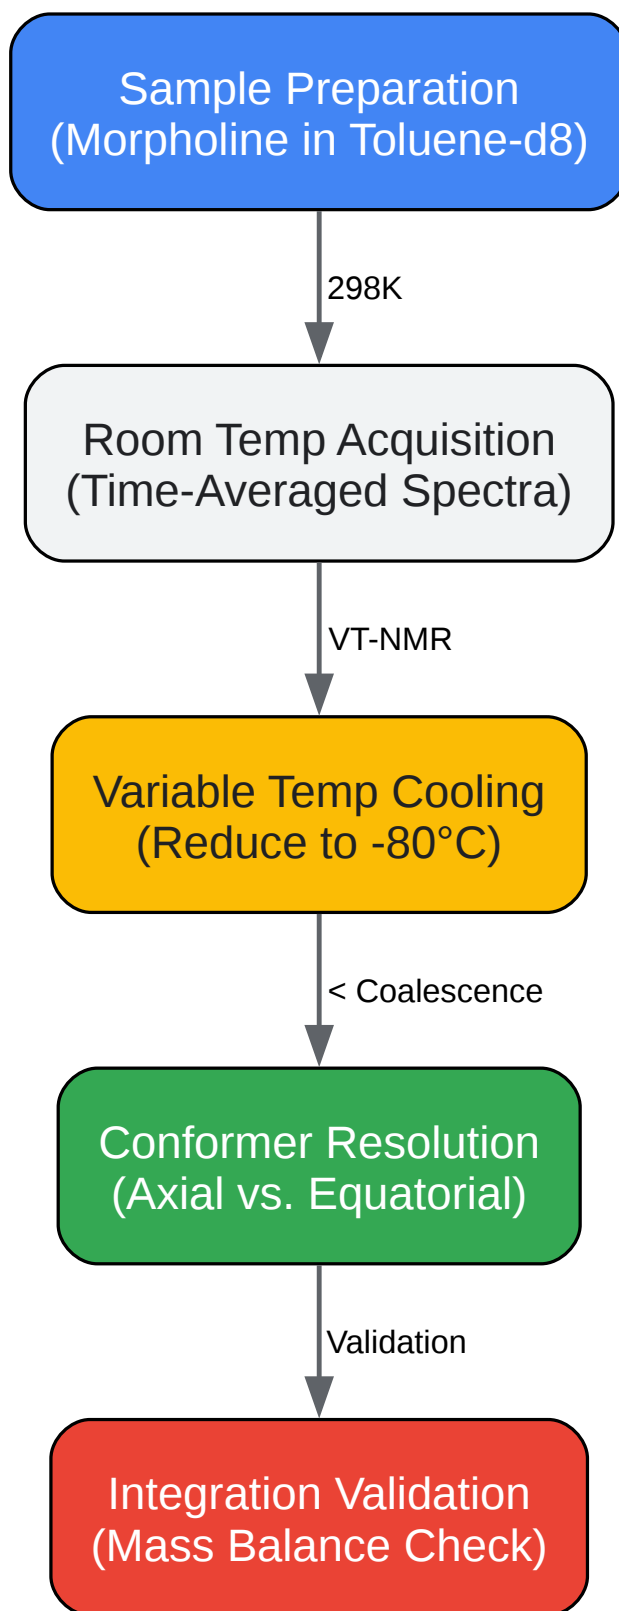 Sample Preparation
(Morpholine in Toluene-d8)
298K
Room Temp Acquisition
(Time-Averaged Spectra)
VT-NMR
Variable Temp Cooling
(Reduce to -80°C)
< Coalescence
Conformer Resolution
(Axial vs. Equatorial)
Validation
Integration Validation
(Mass Balance Check)